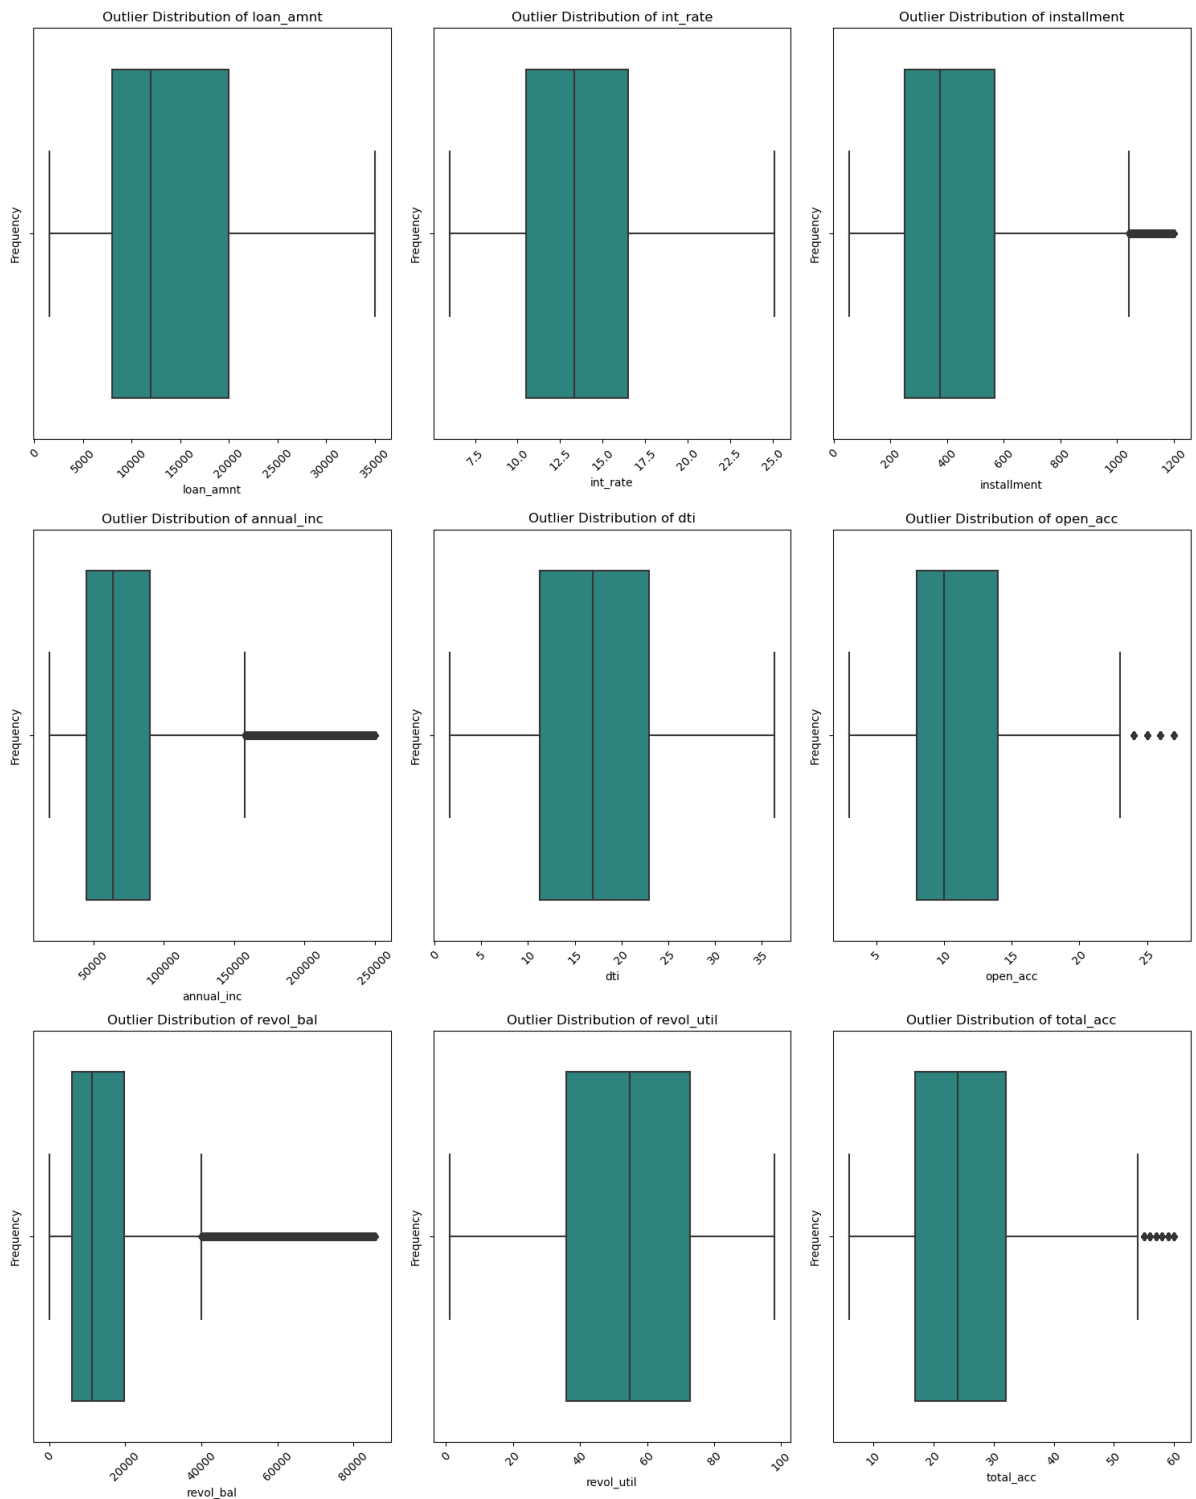 Outlier Distribution of loan_amnt
Frequency
0 5000 10000 15000 20000 25000 30000 35000
loan_amnt
Outlier Distribution of int_rate
Frequency
7.5 10.0 12.5 15.0 17.5 20.0 22.5 25.0
int_rate
Outlier Distribution of installment
Frequency
0 200 400 600 800 1000 1200
installment
Outlier Distribution of annual_inc
Frequency
50000 100000 150000 200000 250000
annual_inc
Outlier Distribution of dti
Frequency
0 5 10 15 20 25 30 35
dti
Outlier Distribution of open_acc
Frequency
5 10 15 20 25
open_acc
Outlier Distribution of revol_bal
Frequency
0 20000 40000 60000 80000
revol_bal
Outlier Distribution of revol_util
Frequency
0 20 40 60 80 100
revol_util
Outlier Distribution of total_acc
Frequency
10 20 30 40 50 60
total_acc